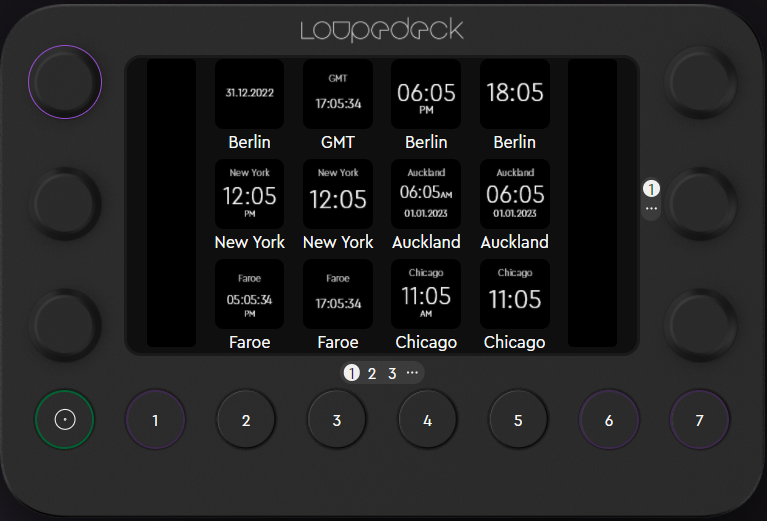 Loupedeck
31.12.2022
Berlin
GMT
17:05:34
GMT
06:05
PM
Berlin
18:05
Berlin
New York
12:05
PM
New York
New York
12:05
New York
Auckland
06:05AM
01.01.2023
Auckland
Auckland
06:05
01.01.2023
Auckland
Faroe
05:05:34
PM
Faroe
Faroe
17:05:34
Faroe
Chicago
11:05
AM
Chicago
Chicago
11:05
Chicago
1
...
1 2 3 ...
1 2 3 4 5 6 7